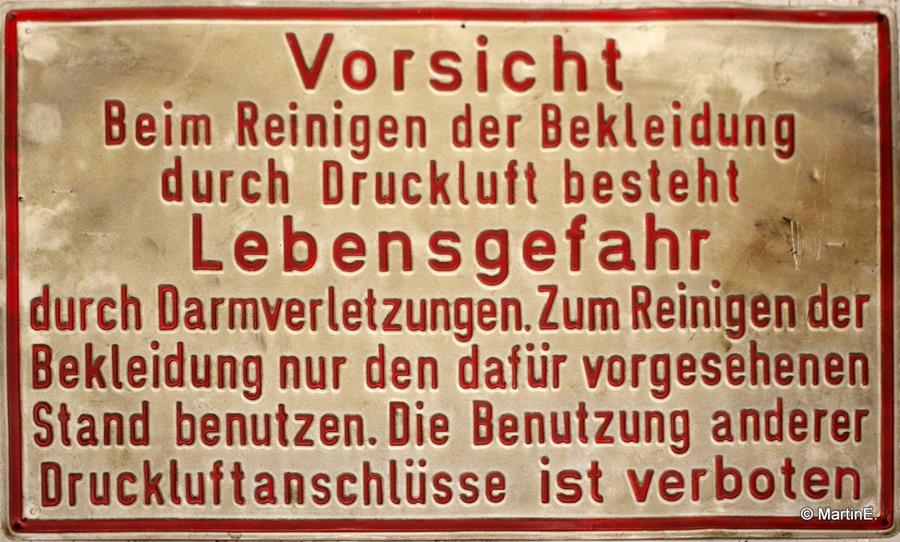 Vorsicht
Beim Reinigen der Bekleidung
durch Druckluft besteht
Lebensgefahr
durch Darmverletzungen. Zum Reinigen der
Bekleidung nur den dafür vorgesehenen
Stand benutzen. Die Benutzung anderer
Druckluftanschlüsse ist verboten
© MartinE.